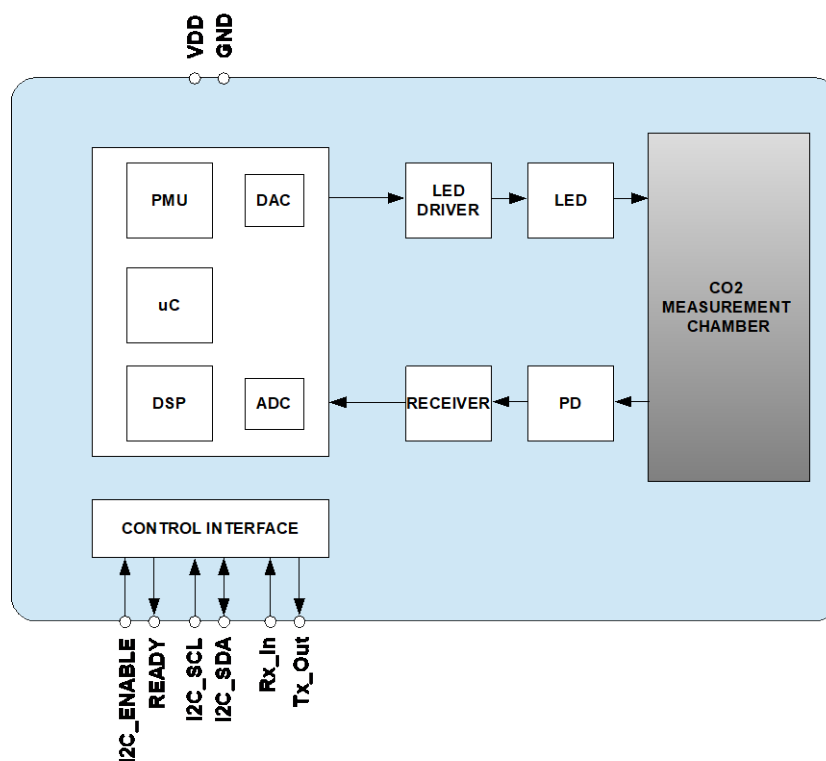 VDD
GND
PMU
DAC
LED
DRIVER
LED
CO2
MEASUREMENT
CHAMBER
uC
DSP
ADC
RECEIVER
PD
CONTROL INTERFACE
I2C_ENABLE
READY
I2C_SCL
I2C_SDA
Rx_In
Tx_Out